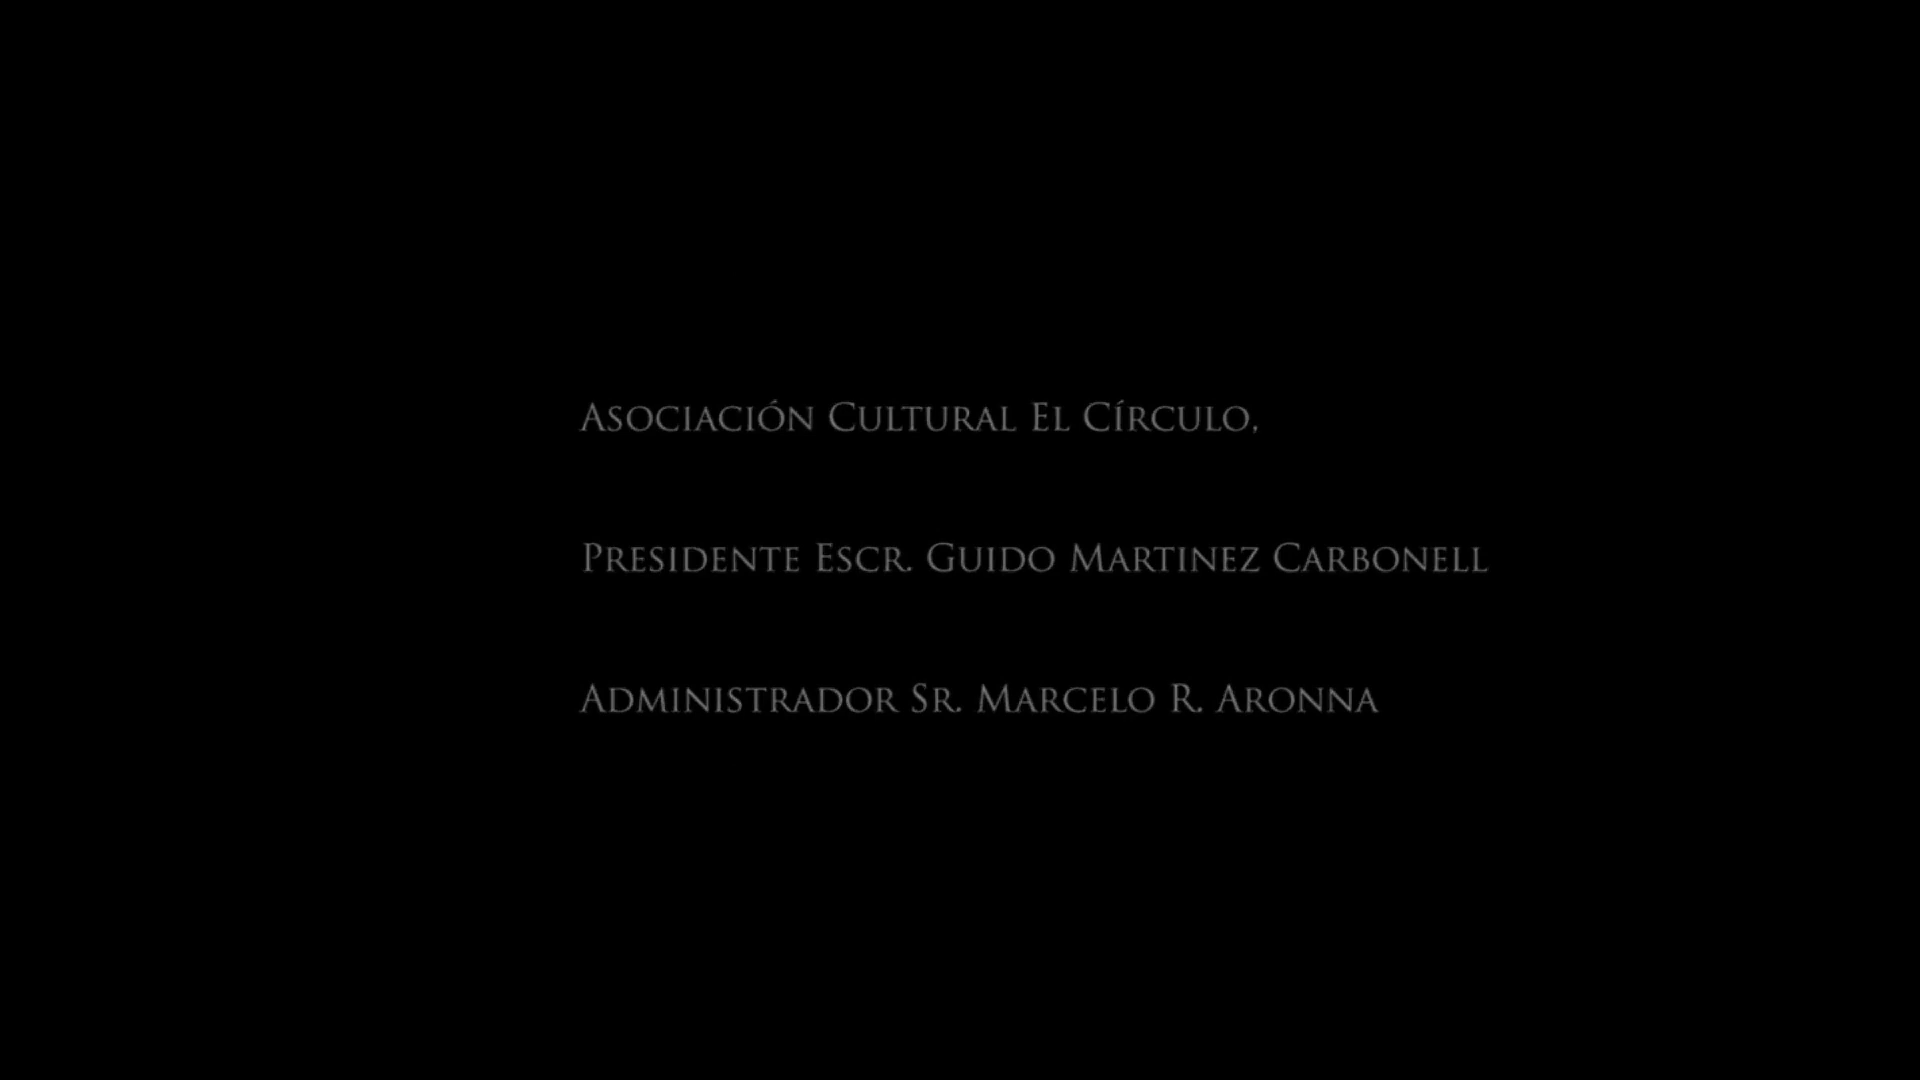 Asociación Cultural El Círculo,
Presidente Escr. Guido Martinez Carbonell
Administrador Sr. Marcelo R. Aronna